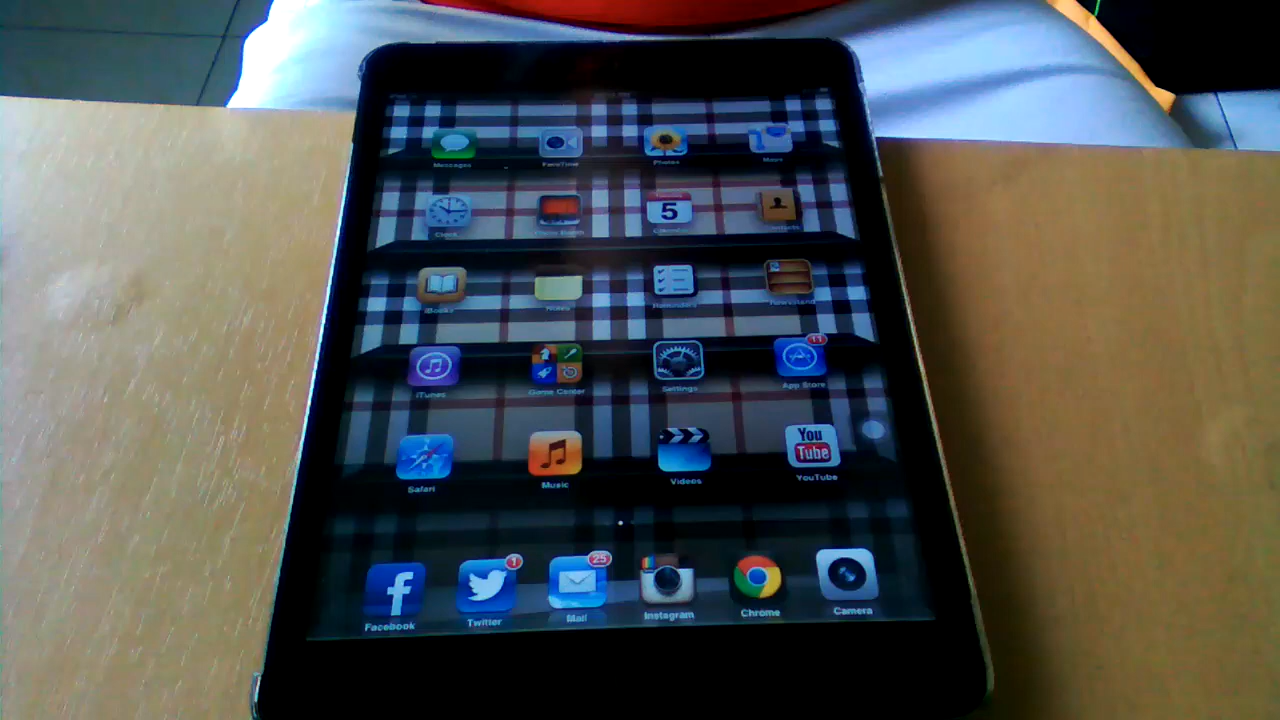 Messages FaceTime Photos Maps
5
Clock Photo Booth Calendar Contacts
iBooks Notes Reminders Newsstand
11
iTunes Game Center Settings App Store
You
Tube
Safari Music Videos YouTube
f 1 25
Facebook Twitter Mail Instagram Chrome Camera